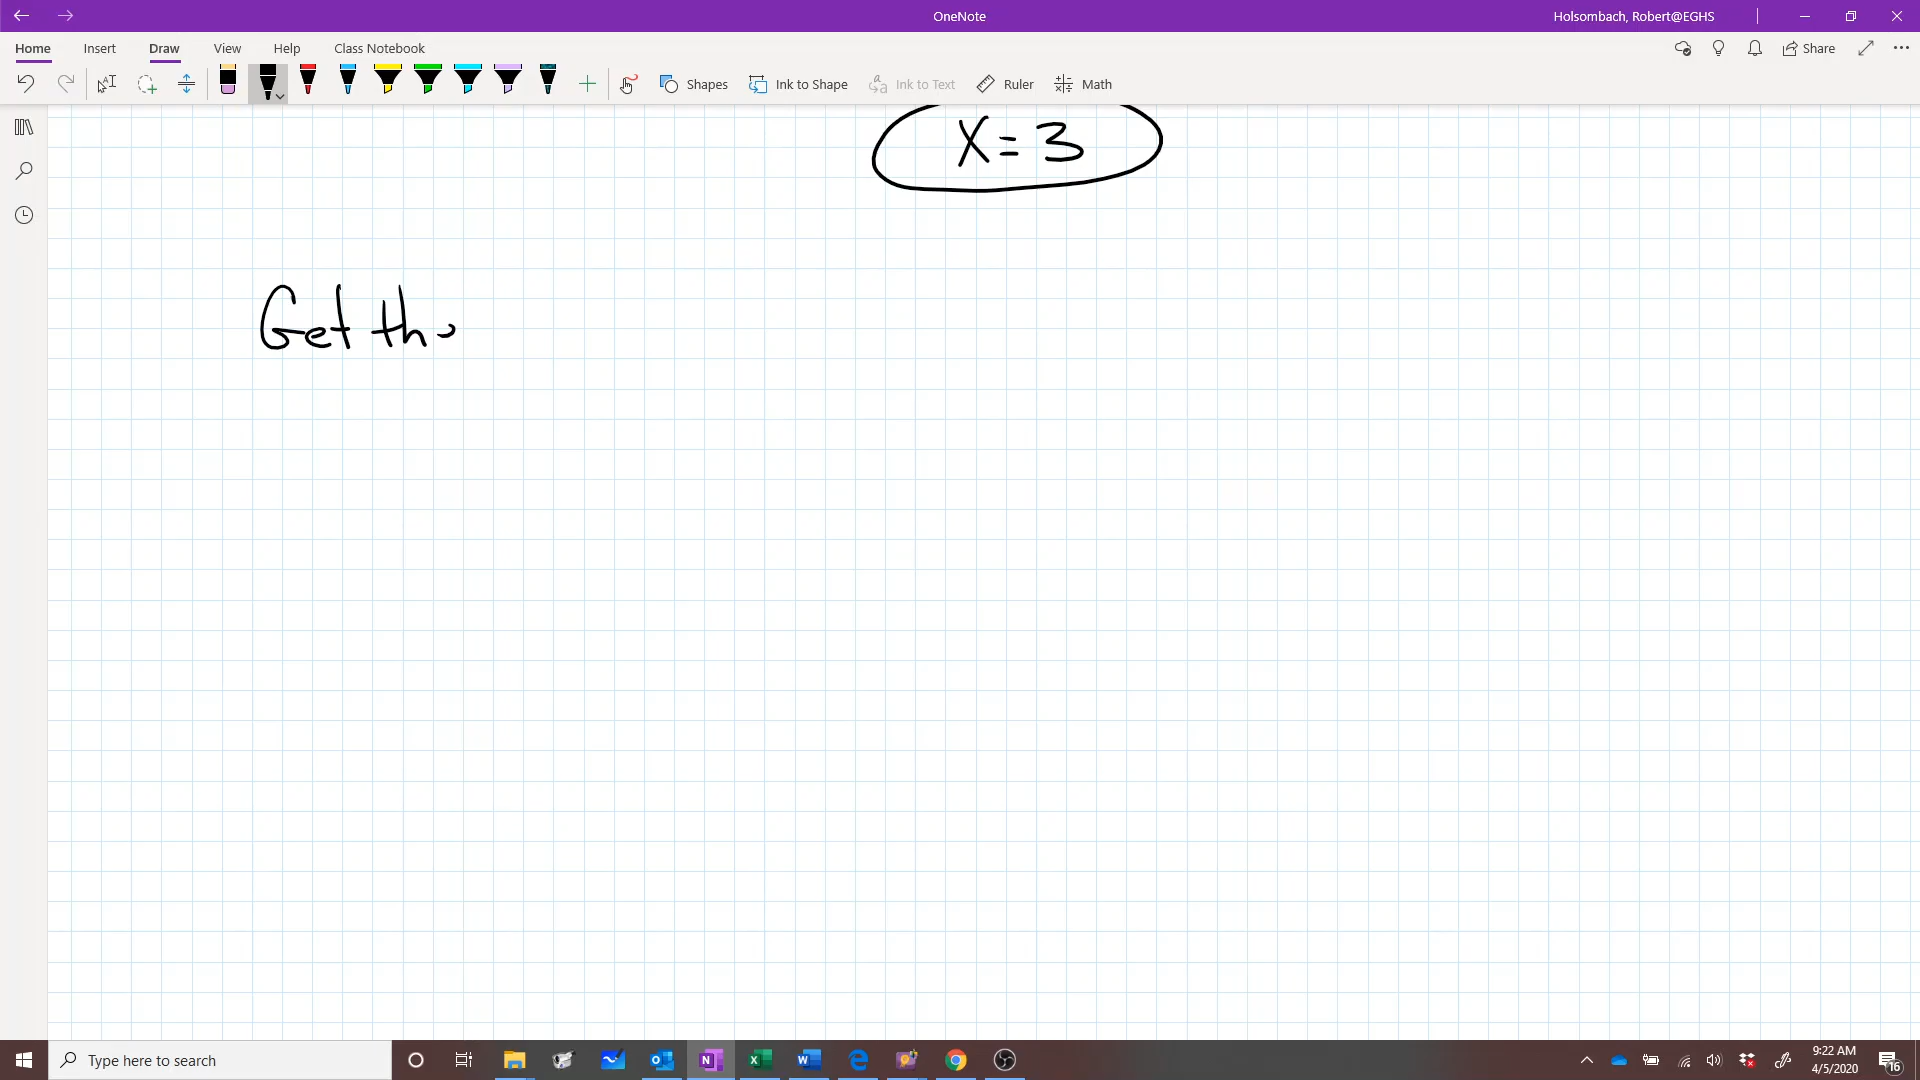 OneNote
Holsombach, Robert@EGHS
Home Insert Draw View Help Class Notebook
Share
Shapes Ink to Shape Ink to Text Ruler Math
X = 3
Get th
Type here to search
9:22 AM
4/5/2020
16